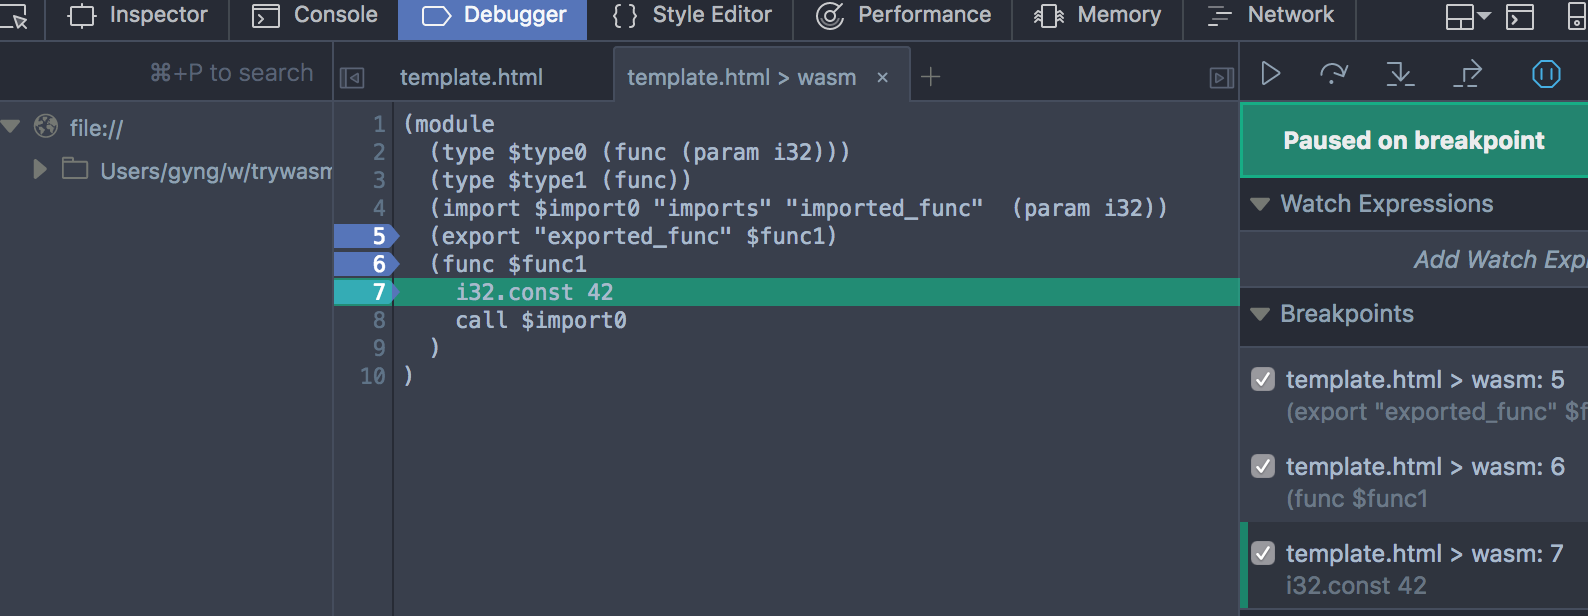 Inspector Console Debugger { } Style Editor Performance Memory Network
⌘+P to search
template.html
template.html > wasm × +
file://
Users/gyng/w/trywasm
1 (module
2 (type $type0 (func (param i32)))
3 (type $type1 (func))
4 (import $import0 "imports" "imported_func" (param i32))
5 (export "exported_func" $func1)
6 (func $func1
7 i32.const 42
8 call $import0
9 )
10 )
Paused on breakpoint
Watch Expressions
Add Watch Exp
Breakpoints
template.html > wasm: 5
(export "exported_func" $f
template.html > wasm: 6
(func $func1
template.html > wasm: 7
i32.const 42